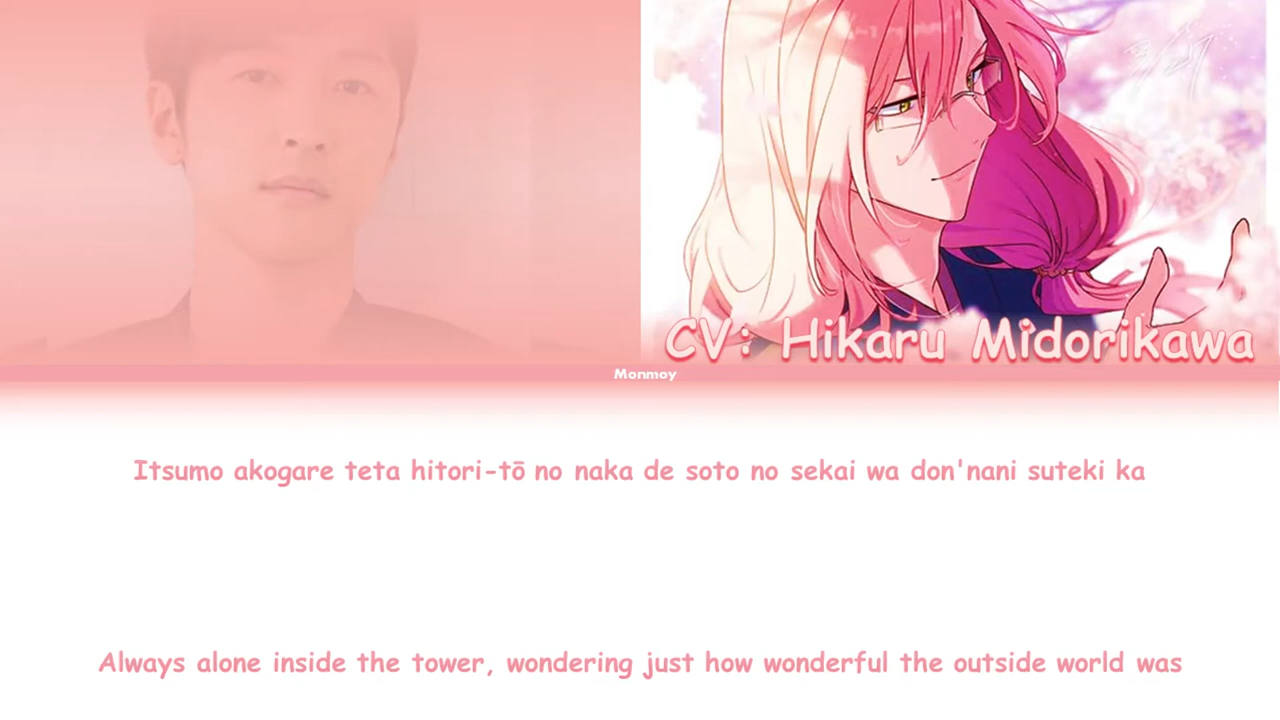 CV: Hikaru Midorikawa
Monmoy
Itsumo akogare teta hitori-tō no naka de soto no sekai wa don'nani suteki ka
Always alone inside the tower, wondering just how wonderful the outside world was